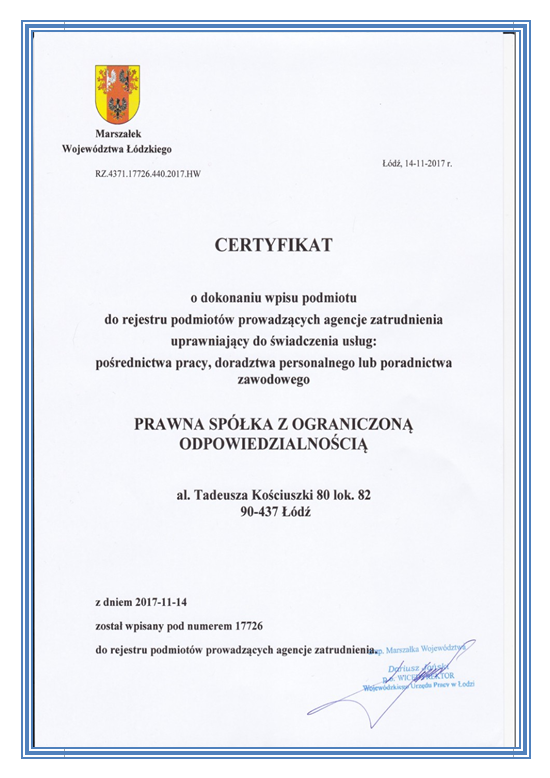 Marszałek
Województwa Łódzkiego
RZ.4371.17726.440.2017.HW
Łódź, 14-11-2017 r.
CERTYFIKAT
o dokonaniu wpisu podmiotu
do rejestru podmiotów prowadzących agencje zatrudnienia
uprawniający do świadczenia usług:
pośrednictwa pracy, doradztwa personalnego lub poradnictwa
zawodowego
PRAWNA SPÓŁKA Z OGRANICZONĄ
ODPOWIEDZIALNOŚCIĄ
al. Tadeusza Kościuszki 80 lok. 82
90-437 Łódź
z dniem 2017-11-14
został wpisany pod numerem 17726
do rejestru podmiotów prowadzących agencje zatrudnienia.
Marszałka Województwa
Dariusz
WICEDYREKTOR
Wojewódzkiego Urzędu Pracy w Łodzi